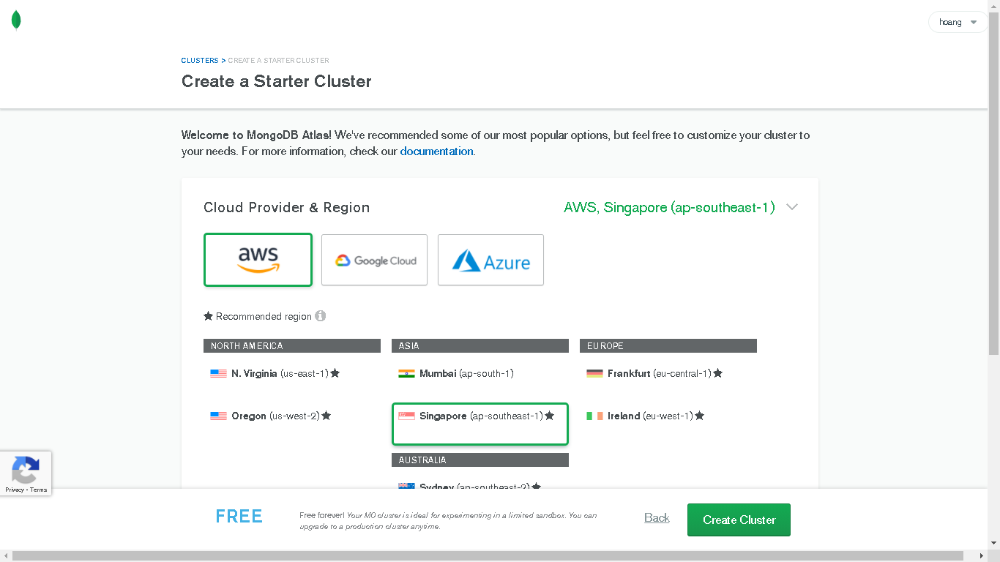 hoang
CLUSTERS > CREATE A STARTER CLUSTER
Create a Starter Cluster
Welcome to MongoDB Atlas! We've recommended some of our most popular options, but feel free to customize your cluster to
your needs. For more information, check our documentation.
Cloud Provider & Region
AWS, Singapore (ap-southeast-1)
aws
Google Cloud
Azure
Recommended region
NORTH AMERICA
ASIA
EUROPE
N. Virginia (us-east-1)
Mumbai (ap-south-1)
Frankfurt (eu-central-1)
Oregon (us-west-2)
Singapore (ap-southeast-1)
Ireland (eu-west-1)
AUSTRALIA
Sydney (ap-southeast-2)
Privacy - Terms
FREE
Free forever! Your M0 cluster is ideal for experimenting in a limited sandbox. You can
upgrade to a production cluster anytime.
Back
Create Cluster